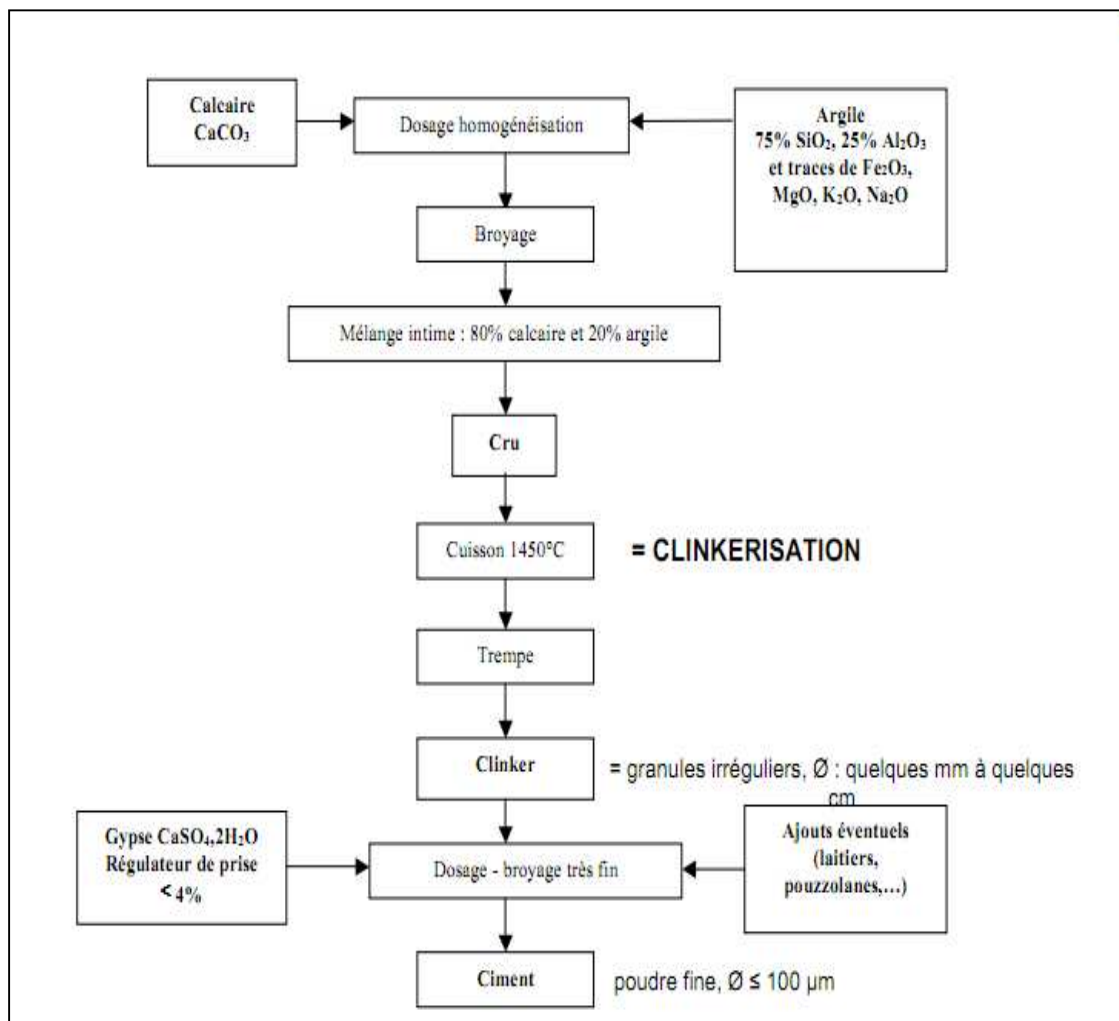 Calcaire
CaCO₃
Dosage homogénéisation
Argile
75% SiO₂, 25% Al₂O₃
et traces de Fe₂O₃,
MgO, K₂O, Na₂O
Broyage
Mélange intime : 80% calcaire et 20% argile
Cru
Cuisson 1450°C
= CLINKERISATION
Trempe
Clinker
= granules irréguliers, Ø : quelques mm à quelques
cm
Gypse CaSO₄,2H₂O
Régulateur de prise
< 4%
Dosage - broyage très fin
Ajouts éventuels
(laitiers,
pouzzolanes,…)
Ciment
poudre fine, Ø ≤ 100 µm